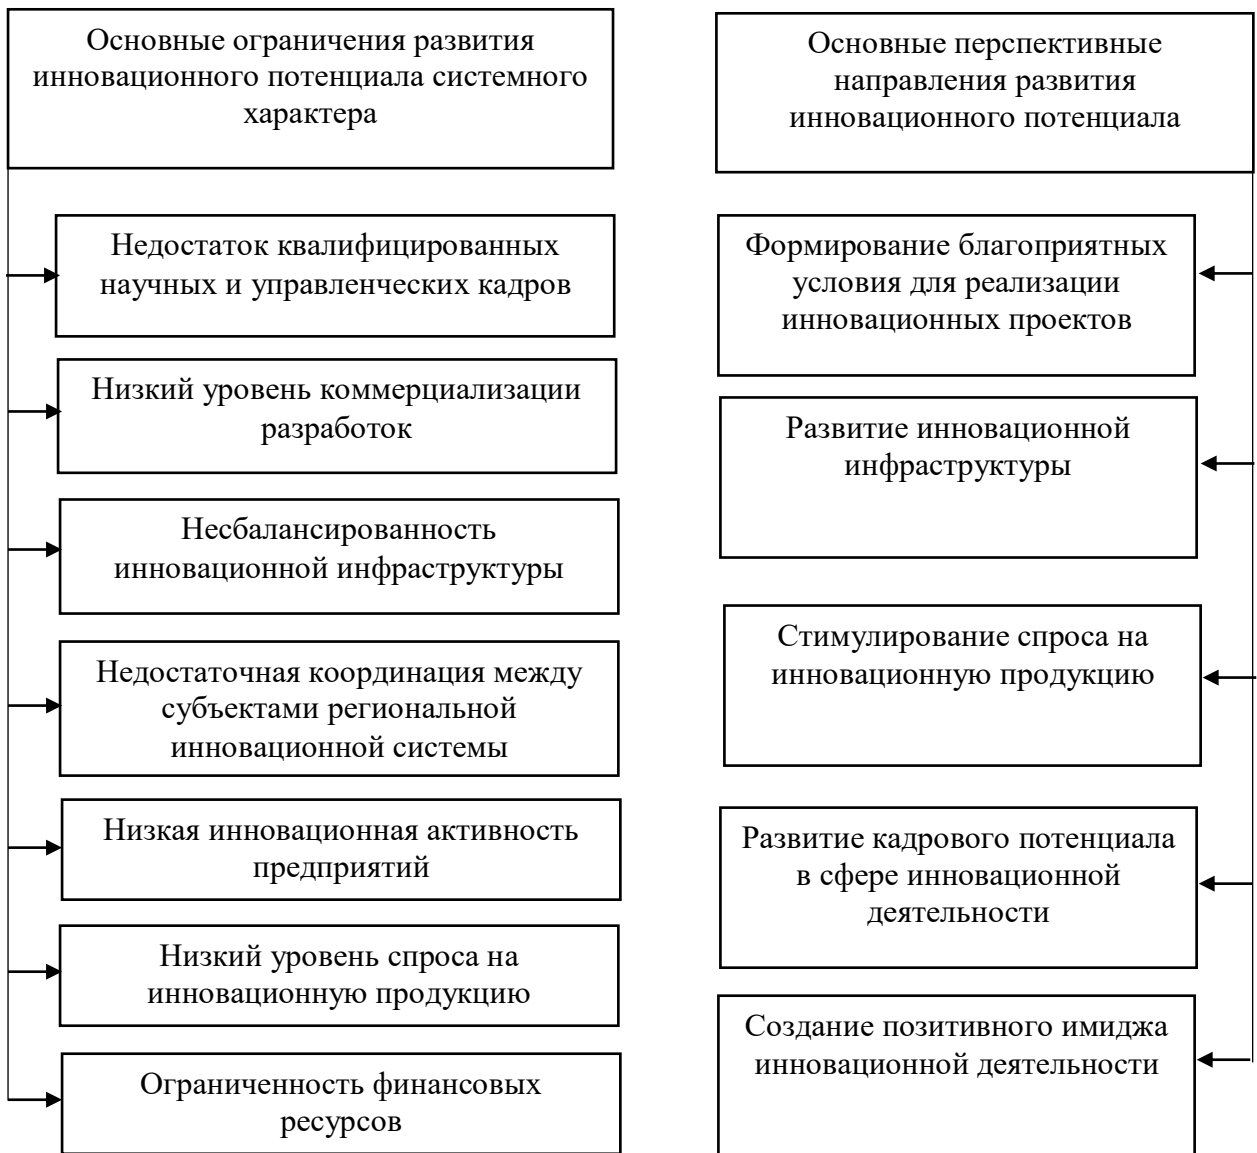 Основные ограничения развития
инновационного потенциала системного
характера
Недостаток квалифицированных
научных и управленческих кадров
Низкий уровень коммерциализации
разработок
Несбалансированность
инновационной инфраструктуры
Недостаточная координация между
субъектами региональной
инновационной системы
Низкая инновационная активность
предприятий
Низкий уровень спроса на
инновационную продукцию
Ограниченность финансовых
ресурсов
Основные перспективные
направления развития
инновационного потенциала
Формирование благоприятных
условия для реализации
инновационных проектов
Развитие инновационной
инфраструктуры
Стимулирование спроса на
инновационную продукцию
Развитие кадрового потенциала
в сфере инновационной
деятельности
Создание позитивного имиджа
инновационной деятельности